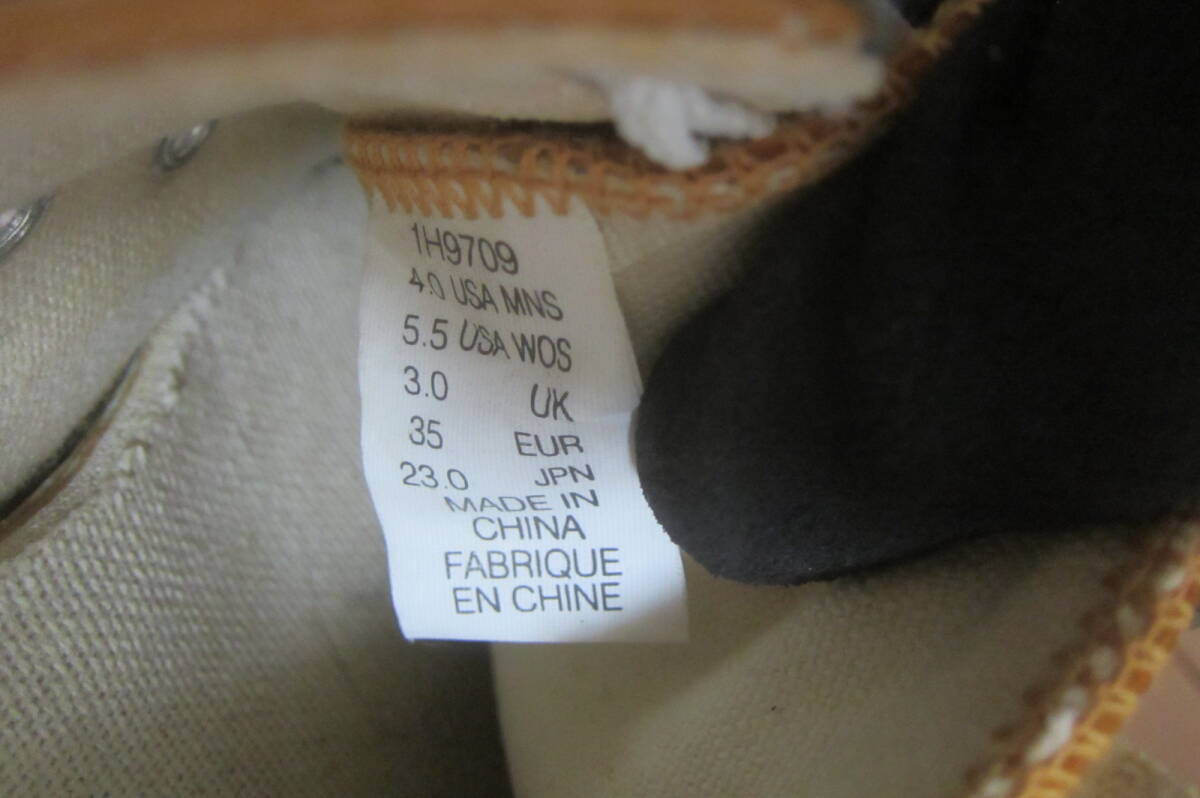 1H9709
4.0 USA MNS
5.5 USA WOS
3.0 UK
35 EUR
23.0 JPN
MADE IN
CHINA
FABRIQUE
EN CHINE